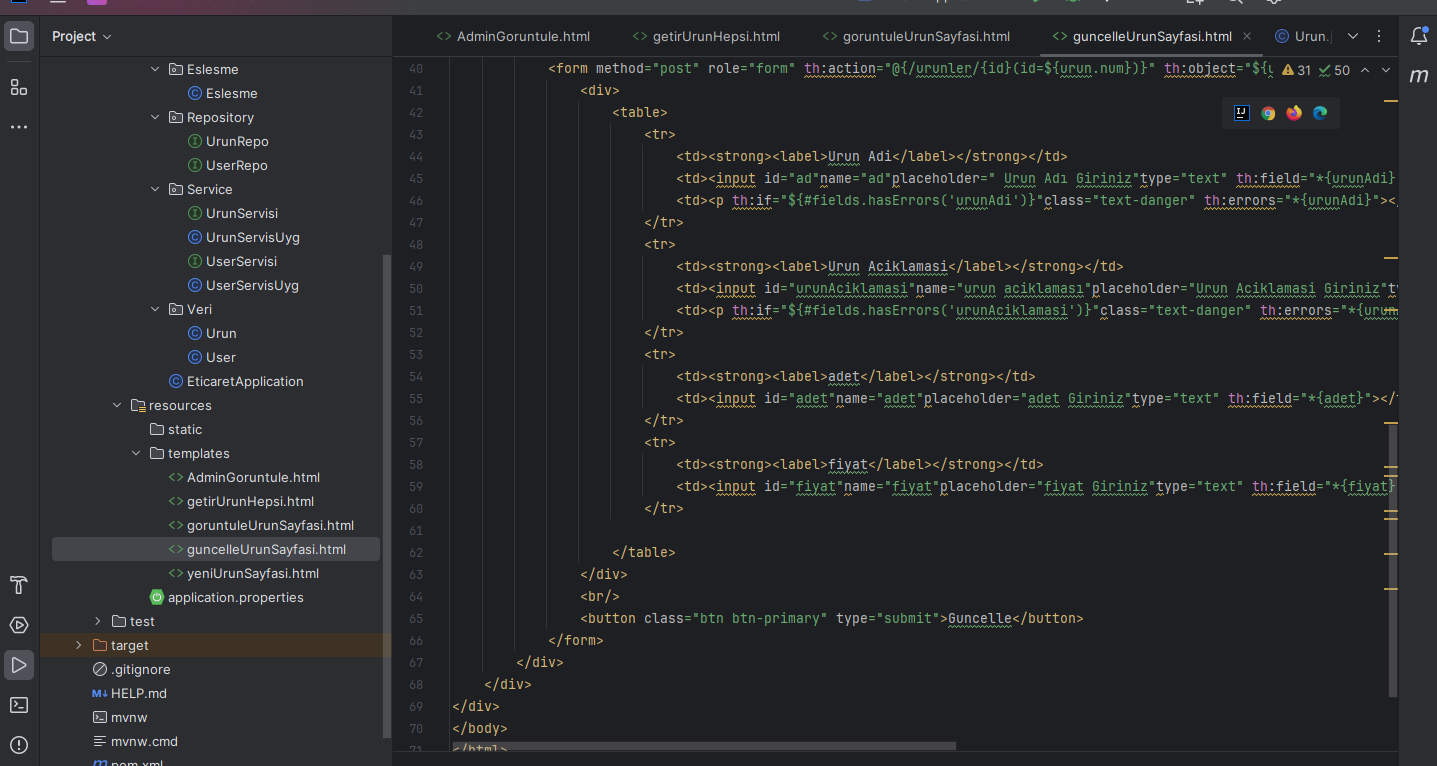 Project
AdminGoruntule.html
getirUrunHepsi.html
goruntuleUrunSayfasi.html
guncelleUrunSayfasi.html
Urun.j
Eslesme
Eslesme
Repository
UrunRepo
UserRepo
Service
UrunServisi
UrunServisUyg
UserServisi
UserServisUyg
Veri
Urun
User
EticaretApplication
resources
static
templates
AdminGoruntule.html
getirUrunHepsi.html
goruntuleUrunSayfasi.html
guncelleUrunSayfasi.html
yeniUrunSayfasi.html
application.properties
test
target
.gitignore
HELP.md
mvnw
mvnw.cmd
pom.xml
31 50
40 <form method="post" role="form" th:action="@{/urunler/{id}(id=${urun.num})}" th:object="${u
41 <div>
42 <table>
43 <tr>
44 <td><strong><label>Urun Adi</label></strong></td>
45 <td><input id="ad"name="ad"placeholder=" Urun Adı Giriniz"type="text" th:field="*{urunAdi}
46 <td><p th:if="${#fields.hasErrors('urunAdi')}"class="text-danger" th:errors="*{urunAdi}"></
47 </tr>
48 <tr>
49 <td><strong><label>Urun Aciklamasi</label></strong></td>
50 <td><input id="urunAciklamasi"name="urun aciklaması"placeholder="Urun Aciklamasi Giriniz"ty
51 <td><p th:if="${#fields.hasErrors('urunAciklamasi')}"class="text-danger" th:errors="*{urun
52 </tr>
53 <tr>
54 <td><strong><label>adet</label></strong></td>
55 <td><input id="adet"name="adet"placeholder="adet Giriniz"type="text" th:field="*{adet}"></t
56 </tr>
57 <tr>
58 <td><strong><label>fiyat</label></strong></td>
59 <td><input id="fiyat"name="fiyat"placeholder="fiyat Giriniz"type="text" th:field="*{fiyat}
60 </tr>
61
62 </table>
63 </div>
64 <br/>
65 <button class="btn btn-primary" type="submit">Guncelle</button>
66 </form>
67 </div>
68 </div>
69 </div>
70 </body>
71 </html>